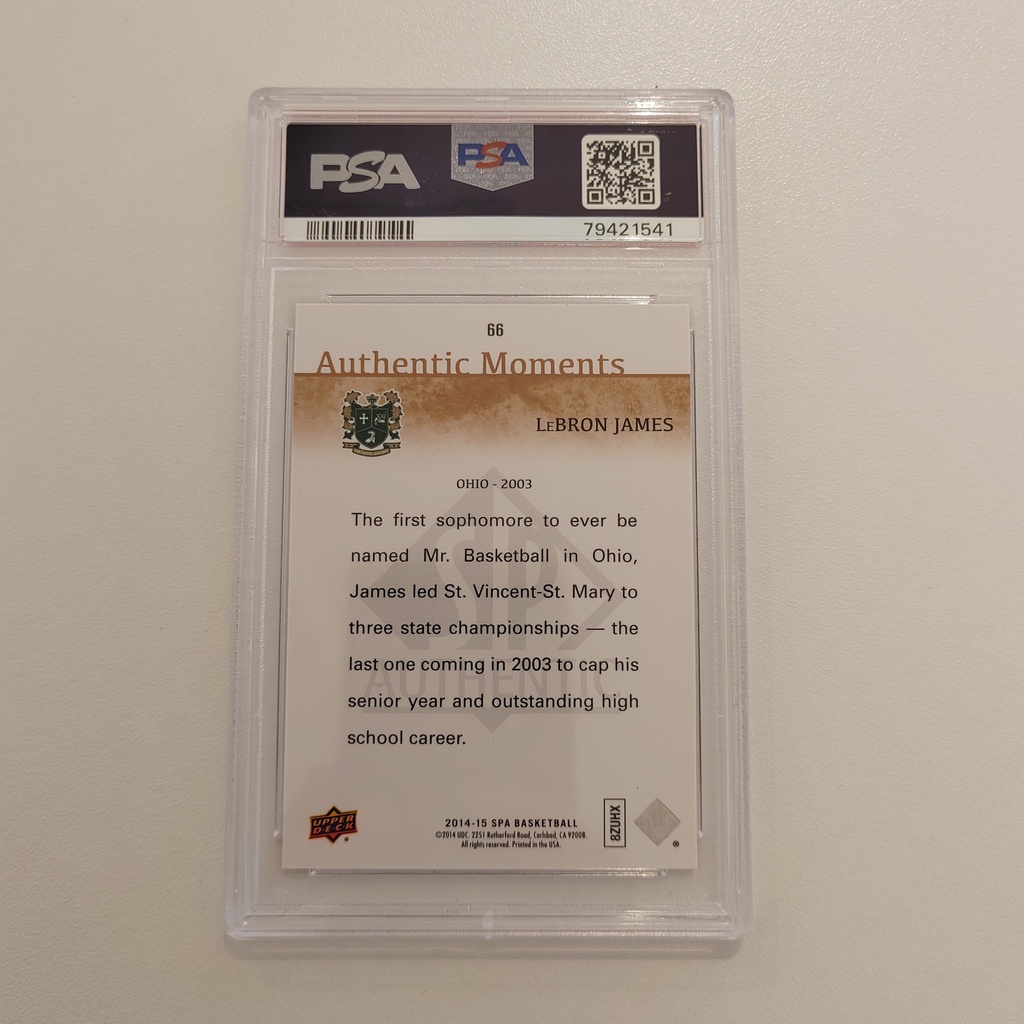 PSA
PSA
79421541
66
Authentic Moments
LEBRON JAMES
OHIO - 2003
The first sophomore to ever be
named Mr. Basketball in Ohio,
James led St. Vincent-St. Mary to
three state championships — the
last one coming in 2003 to cap his
senior year and outstanding high
school career.
SP
AUTHENTIC
UPPER
DECK
2014-15 SPA BASKETBALL
©2014 UDC. 2251 Rutherford Road, Carlsbad, CA 92008.
All rights reserved. Printed in the USA.
8ZUHX